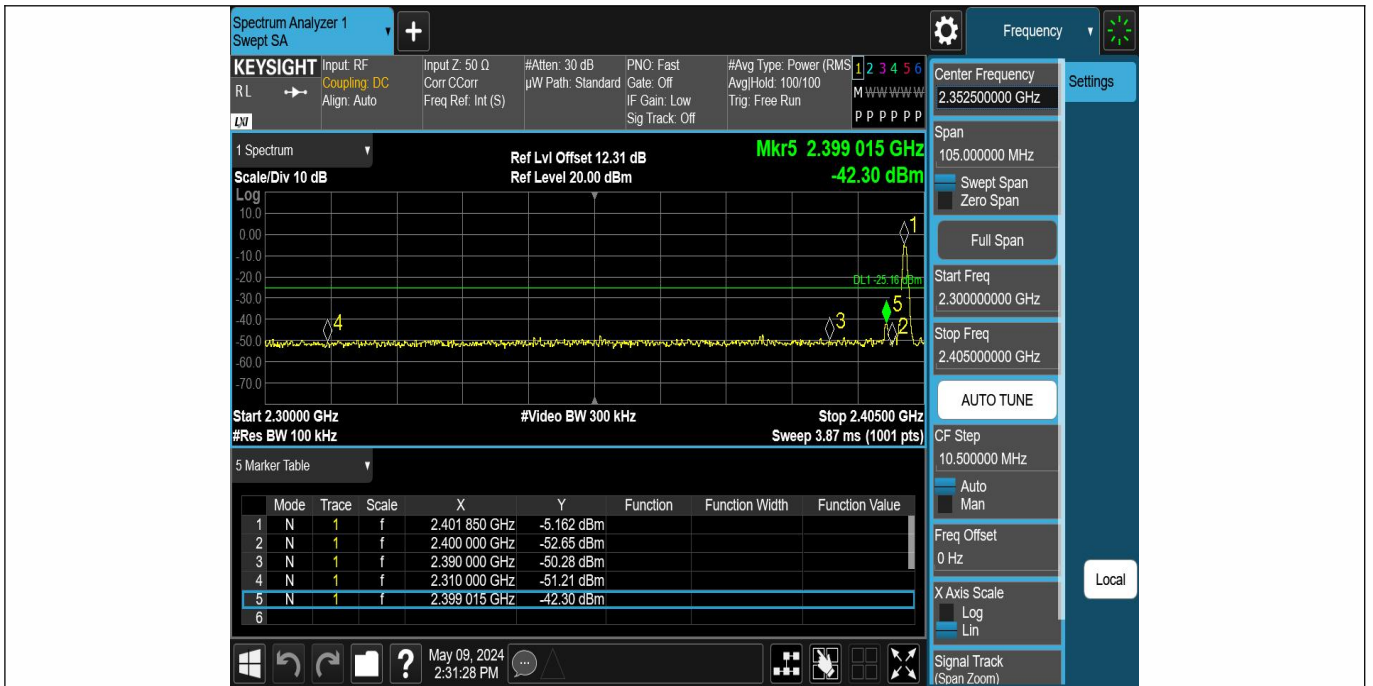 Spectrum Analyzer 1
Swept SA
+
Frequency
KEYSIGHT
RL
LXI
Input: RF
Coupling: DC
Align: Auto
Input Z: 50 Ω
Corr CCorr
Freq Ref: Int (S)
#Atten: 30 dB
µW Path: Standard
PNO: Fast
Gate: Off
IF Gain: Low
Sig Track: Off
#Avg Type: Power (RMS
Avg|Hold: 100/100
Trig: Free Run
1 2 3 4 5 6
M W W W W W
P P P P P P
1 Spectrum
Scale/Div 10 dB
Ref Lvl Offset 12.31 dB
Ref Level 20.00 dBm
Mkr5 2.399 015 GHz
-42.30 dBm
Log
10.0
0.00
-10.0
-20.0
-30.0
-40.0
-50.0
-60.0
-70.0
1
DL1 -25.16 dBm
5
4
3
2
Start 2.30000 GHz
#Video BW 300 kHz
Stop 2.40500 GHz
#Res BW 100 kHz
Sweep 3.87 ms (1001 pts)
5 Marker Table
Mode Trace Scale X Y Function Function Width Function Value
1 N 1 f 2.401 850 GHz -5.162 dBm
2 N 1 f 2.400 000 GHz -52.65 dBm
3 N 1 f 2.390 000 GHz -50.28 dBm
4 N 1 f 2.310 000 GHz -51.21 dBm
5 N 1 f 2.399 015 GHz -42.30 dBm
6
?
May 09, 2024
2:31:28 PM
Center Frequency
2.352500000 GHz
Settings
Span
105.000000 MHz
Swept Span
Zero Span
Full Span
Start Freq
2.300000000 GHz
Stop Freq
2.405000000 GHz
AUTO TUNE
CF Step
10.500000 MHz
Auto
Man
Freq Offset
0 Hz
Local
X Axis Scale
Log
Lin
Signal Track
(Span Zoom)